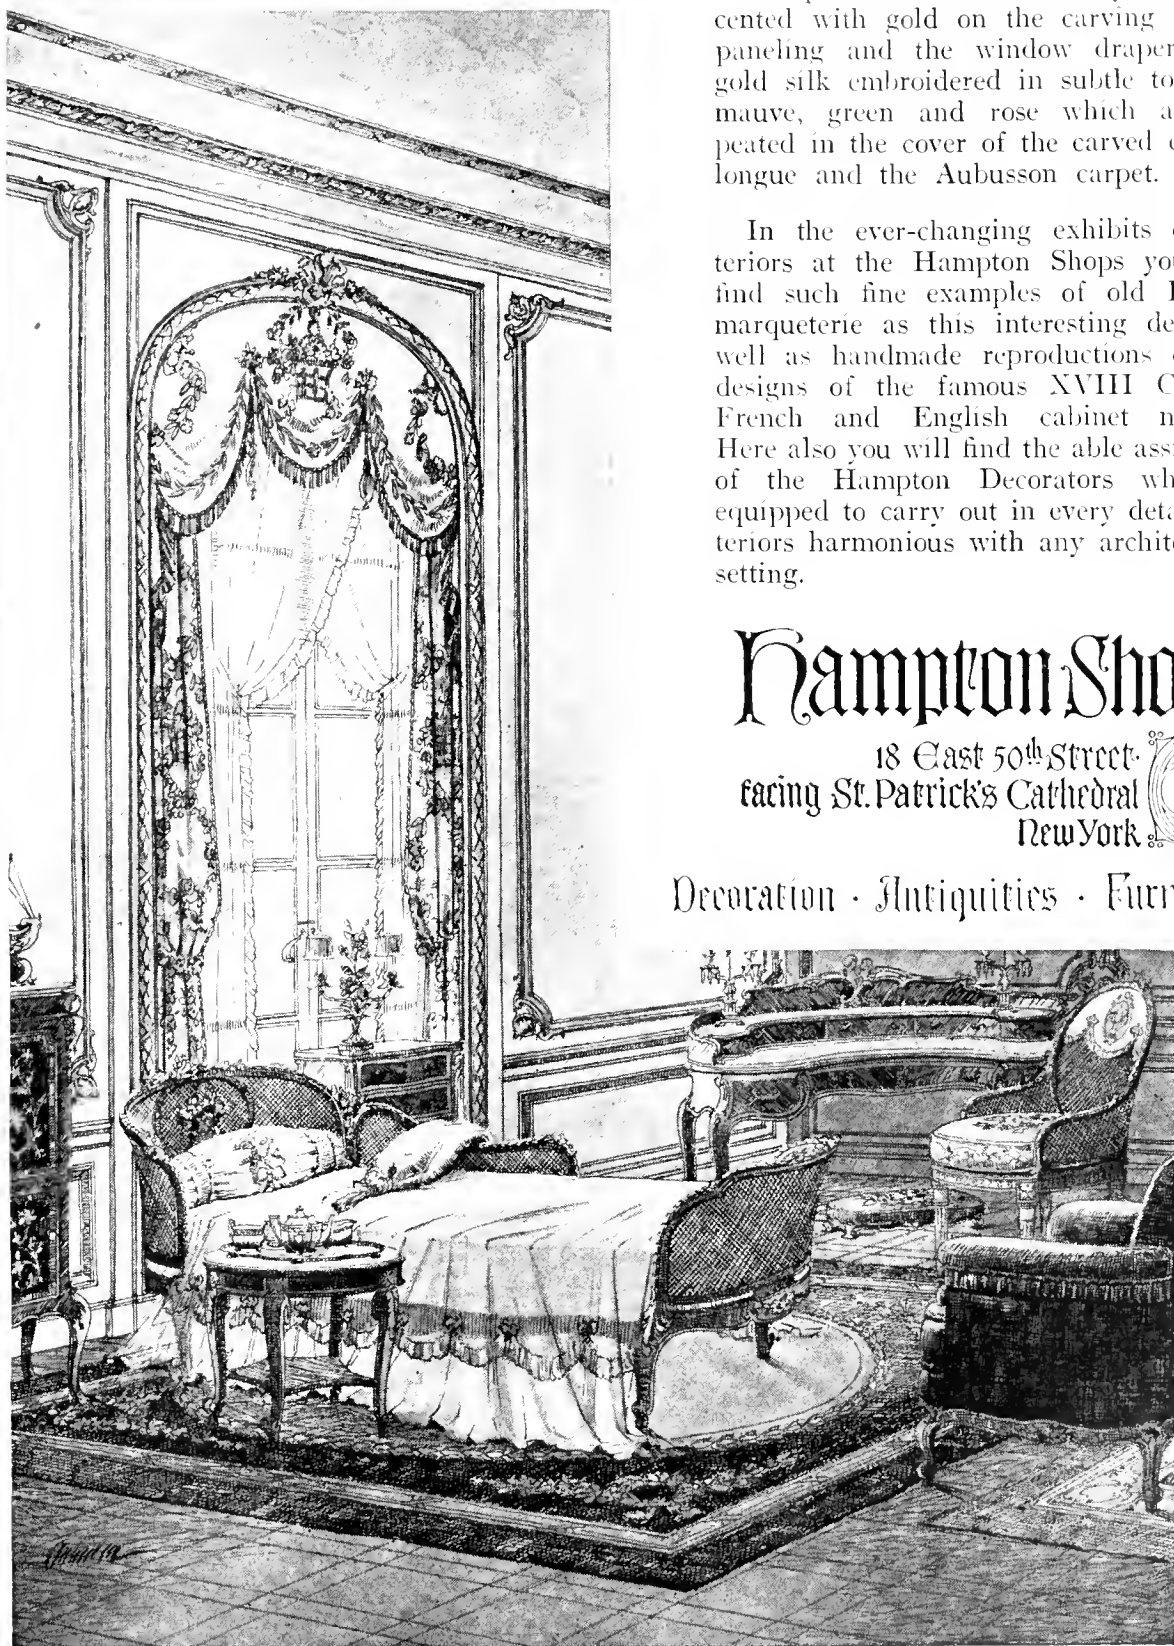 cented with gold on the carving
paneling and the window draper
gold silk embroidered in subtle to
mauve, green and rose which a
peated in the cover of the carved
longue and the Aubusson carpet.
In the ever-changing exhibits
teriors at the Hampton Shops you
find such fine examples of old
marqueterie as this interesting de
well as handmade reproductions
designs of the famous XVIII C
French and English cabinet m
Here also you will find the able ass
of the Hampton Decorators wh
equipped to carry out in every deta
teriors harmonious with any archit
setting.
Hampton Sho
18 East 50th Street
facing St. Patrick's Cathedral
New York
Decoration · Antiquities · Furn